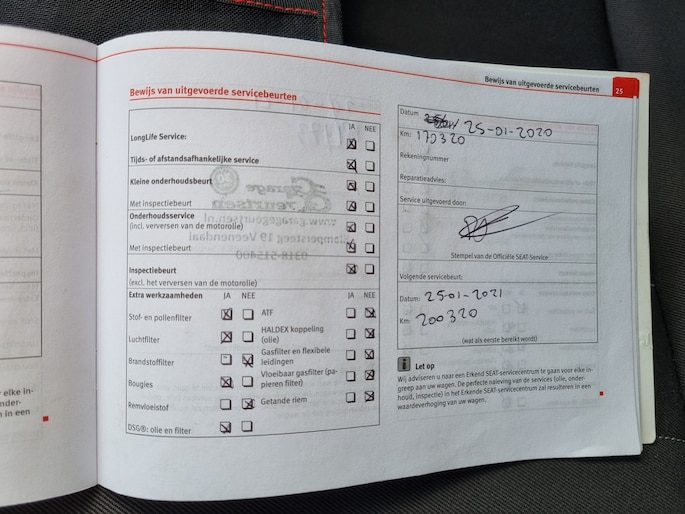 Bewijs van uitgevoerde servicebeurten
JA NEE
LongLife Service:
Tijds- of afstandsafhankelijke service
Kleine onderhoudsbeurt
Met inspectiebeurt
Onderhoudsservice
(incl. verversen van de motorolie)
Met inspectiebeurt
Inspectiebeurt
(excl. het verversen van de motorolie)
Extra werkzaamheden JA NEE JA NEE
Stof- en pollenfilter
Luchtfilter
Brandstoffilter
Bougies
Remvloeistof
DSG®: olie en filter
ATF
HALDEX koppeling
(olie)
Gasfilter en flexibele
leidingen
Vloeibaar gasfilter (pa-
pieren filter)
Getande riem
Garage
Greurtsen
www.garagegeurtsen.nl
Kampersteeg 19 Veenendaal
0318-515400
Bewijs van uitgevoerde servicebeurten 25
Datum 25-01-2020
Km: 170320
Rekeningnummer
Reparatieadvies:
Service uitgevoerd door:
Stempel van de Officiële SEAT-Service
Volgende servicebeurt:
Datum: 25-01-2021
Km: 200320
(wat als eerste bereikt wordt)
i Let op
Wij adviseren u naar een Erkend SEAT-servicecentrum te gaan voor elke in-
greep aan uw wagen. De perfecte naleving van de services (olie, onder-
houd, inspectie) in het Erkende SEAT-servicecentrum zal resulteren in een
waardeverhoging van uw wagen.
elke in-
nder-
n in een